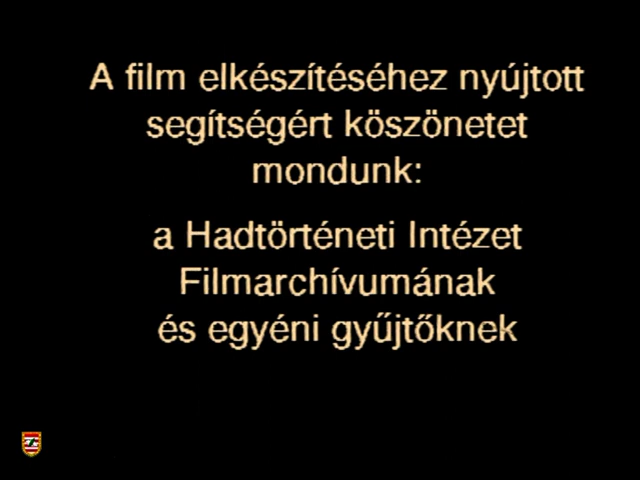 A film elkészítéséhez nyújtott
segítségért köszönetet
mondunk:
a Hadtörténeti Intézet
Filmarchívumának
és egyéni gyűjtőknek